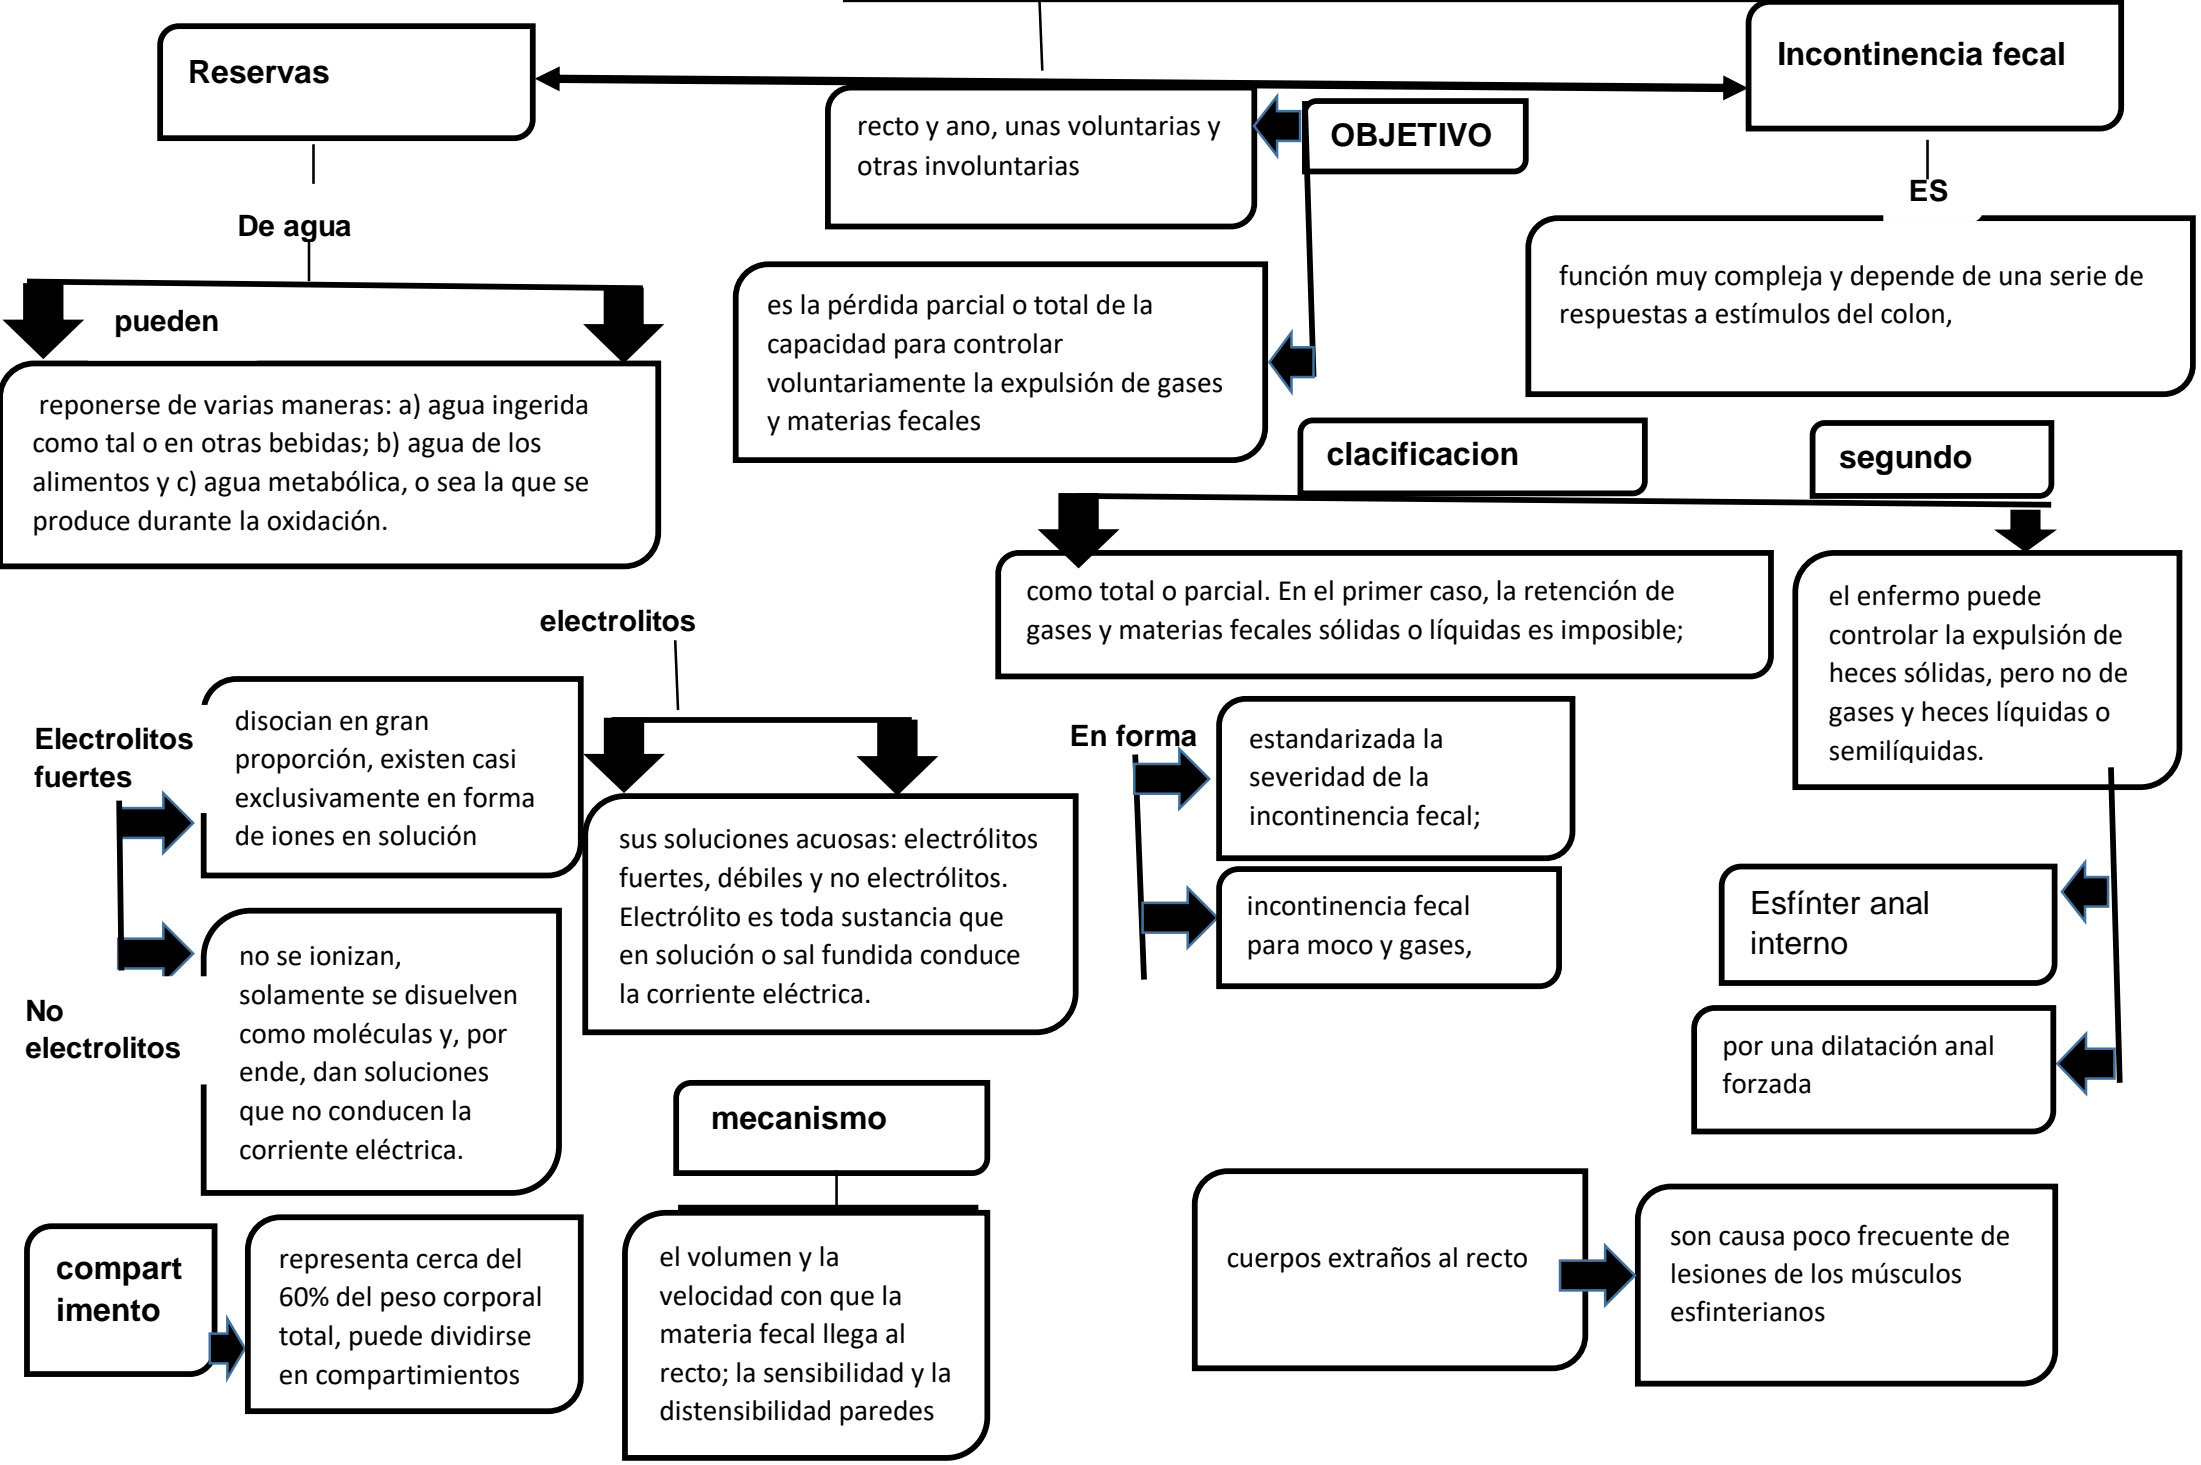 Reservas
Incontinencia fecal
recto y ano, unas voluntarias y
otras involuntarias
OBJETIVO
ES
De agua
función muy compleja y depende de una serie de
respuestas a estímulos del colon,
pueden
es la pérdida parcial o total de la
capacidad para controlar
voluntariamente la expulsión de gases
y materias fecales
reponerse de varias maneras: a) agua ingerida
como tal o en otras bebidas; b) agua de los
alimentos y c) agua metabólica, o sea la que se
produce durante la oxidación.
clacificacion
segundo
como total o parcial. En el primer caso, la retención de
gases y materias fecales sólidas o líquidas es imposible;
el enfermo puede
controlar la expulsión de
heces sólidas, pero no de
gases y heces líquidas o
semilíquidas.
electrolitos
Electrolitos
fuertes
disocian en gran
proporción, existen casi
exclusivamente en forma
de iones en solución
sus soluciones acuosas: electrólitos
fuertes, débiles y no electrólitos.
Electrólito es toda sustancia que
en solución o sal fundida conduce
la corriente eléctrica.
En forma
estandarizada la
severidad de la
incontinencia fecal;
incontinencia fecal
para moco y gases,
Esfínter anal
interno
por una dilatación anal
forzada
No
electrolitos
no se ionizan,
solamente se disuelven
como moléculas y, por
ende, dan soluciones
que no conducen la
corriente eléctrica.
mecanismo
el volumen y la
velocidad con que la
materia fecal llega al
recto; la sensibilidad y la
distensibilidad paredes
compart
imento
representa cerca del
60% del peso corporal
total, puede dividirse
en compartimientos
cuerpos extraños al recto
son causa poco frecuente de
lesiones de los músculos
esfinterianos